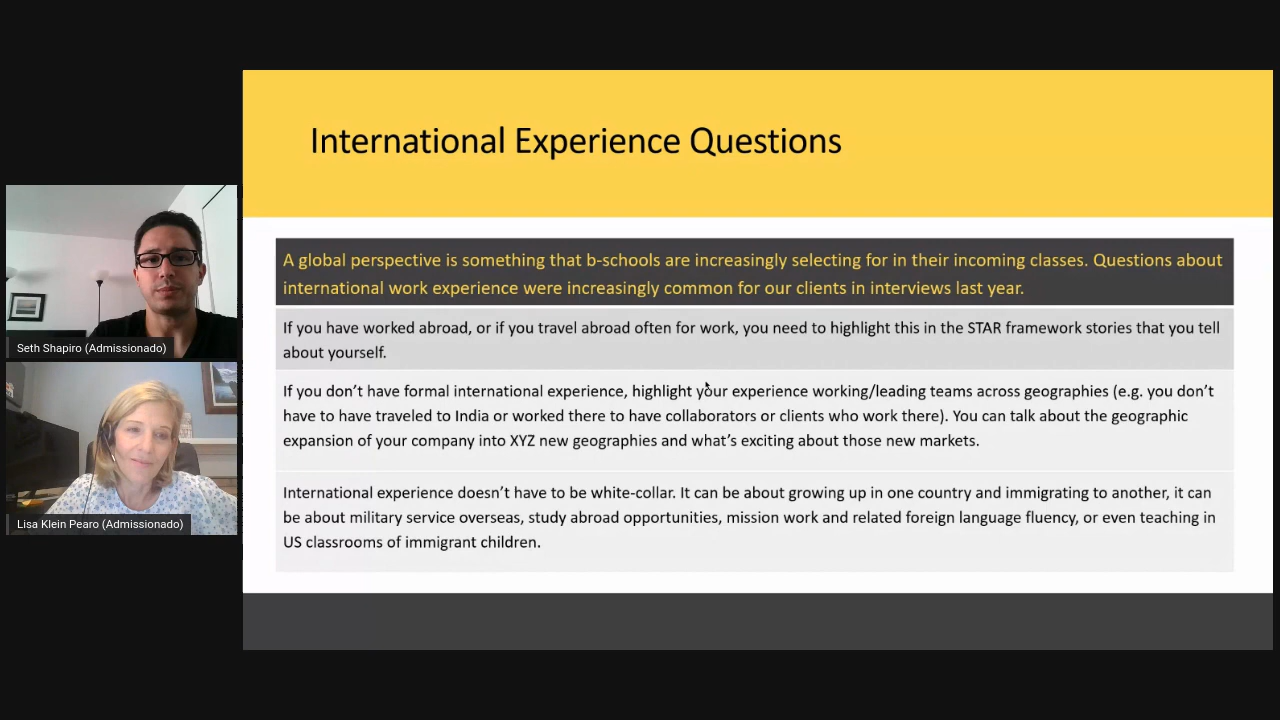 International Experience Questions
A global perspective is something that b-schools are increasingly selecting for in their incoming classes. Questions about
international work experience were increasingly common for our clients in interviews last year.
If you have worked abroad, or if you travel abroad often for work, you need to highlight this in the STAR framework stories that you tell
about yourself.
If you don’t have formal international experience, highlight your experience working/leading teams across geographies (e.g. you don’t
have to have traveled to India or worked there to have collaborators or clients who work there). You can talk about the geographic
expansion of your company into XYZ new geographies and what’s exciting about those new markets.
International experience doesn’t have to be white-collar. It can be about growing up in one country and immigrating to another, it can
be about military service overseas, study abroad opportunities, mission work and related foreign language fluency, or even teaching in
US classrooms of immigrant children.
Seth Shapiro (Admissionado)
Lisa Klein Pearo (Admissionado)